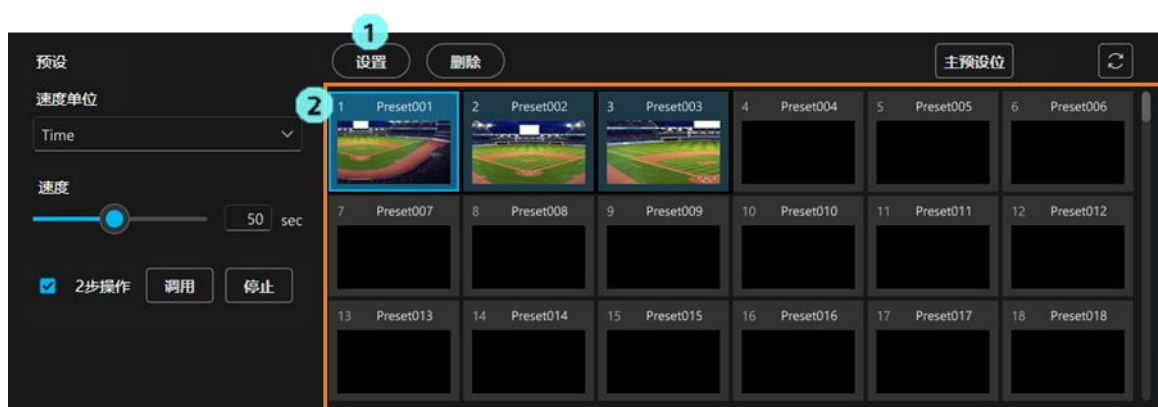 1
预设
设置 删除 主预设位
速度单位
2
1 Preset001 2 Preset002 3 Preset003 4 Preset004 5 Preset005 6 Preset006
Time
速度
50 sec
7 Preset007 8 Preset008 9 Preset009 10 Preset010 11 Preset011 12 Preset012
2步操作 调用 停止
13 Preset013 14 Preset014 15 Preset015 16 Preset016 17 Preset017 18 Preset018